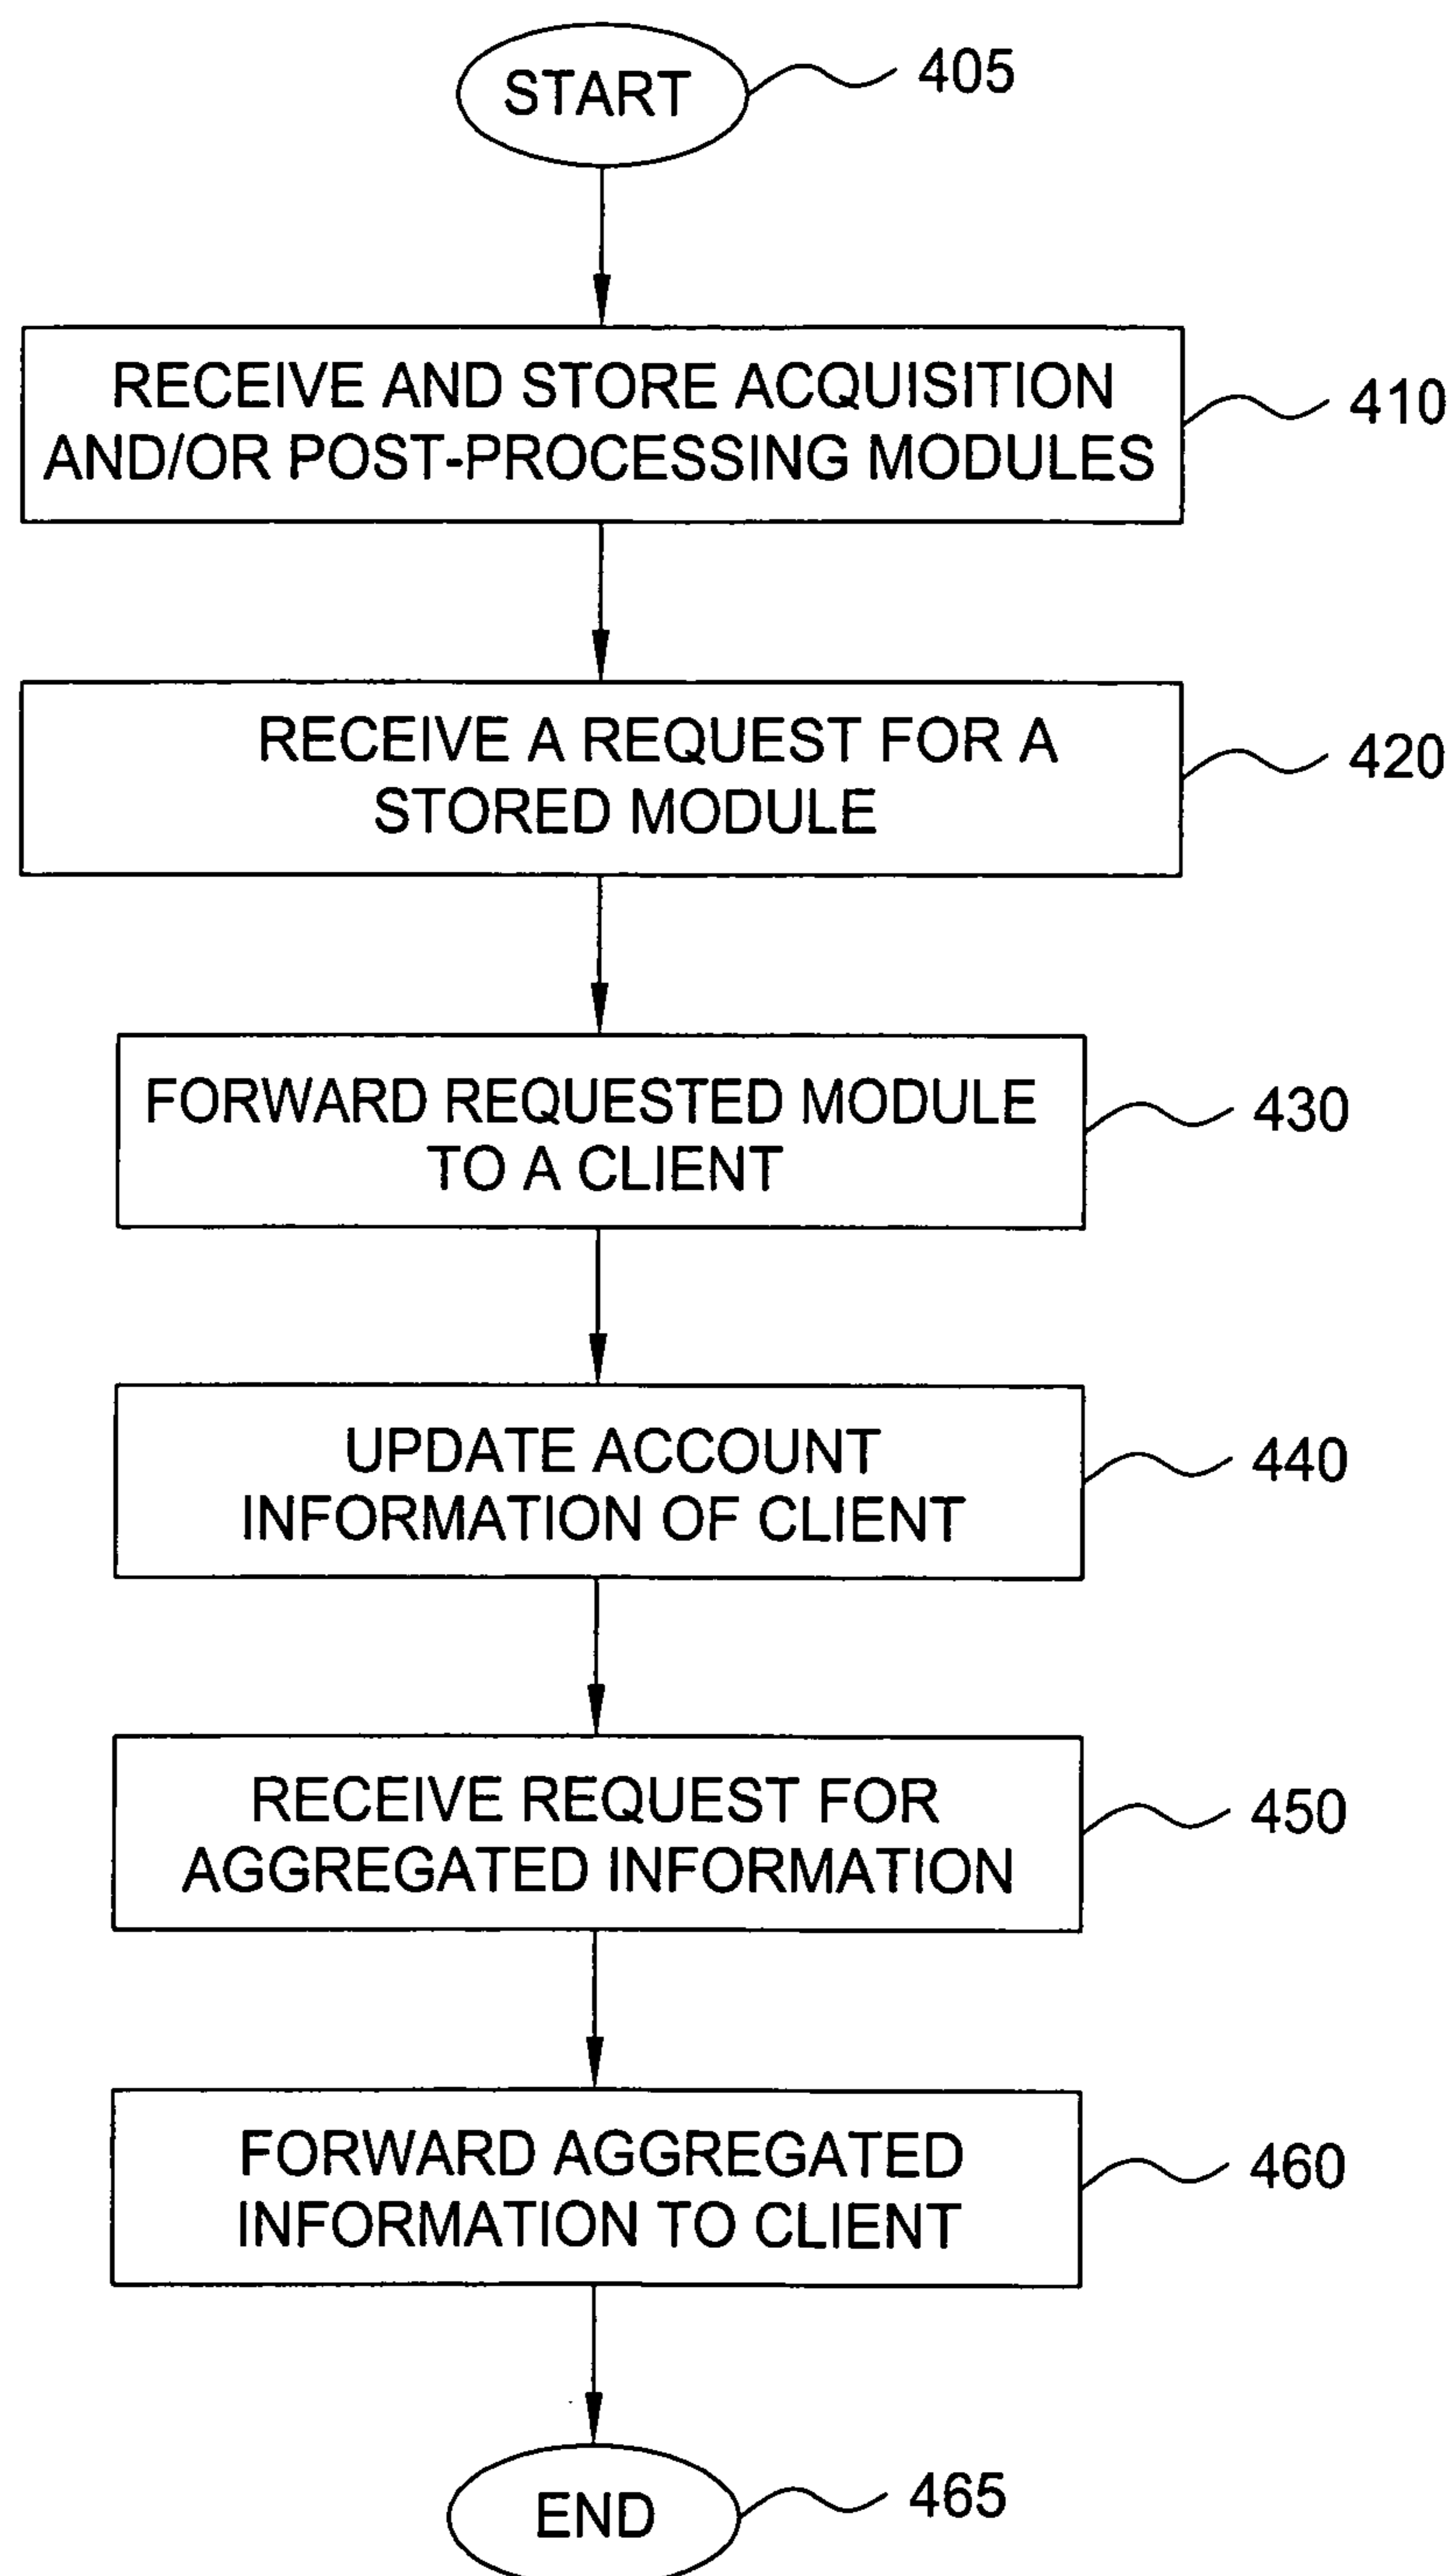 START
405
RECEIVE AND STORE ACQUISITION
AND/OR POST-PROCESSING MODULES
410
RECEIVE A REQUEST FOR A
STORED MODULE
420
FORWARD REQUESTED MODULE
TO A CLIENT
430
UPDATE ACCOUNT
INFORMATION OF CLIENT
440
RECEIVE REQUEST FOR
AGGREGATED INFORMATION
450
FORWARD AGGREGATED
INFORMATION TO CLIENT
460
END
465